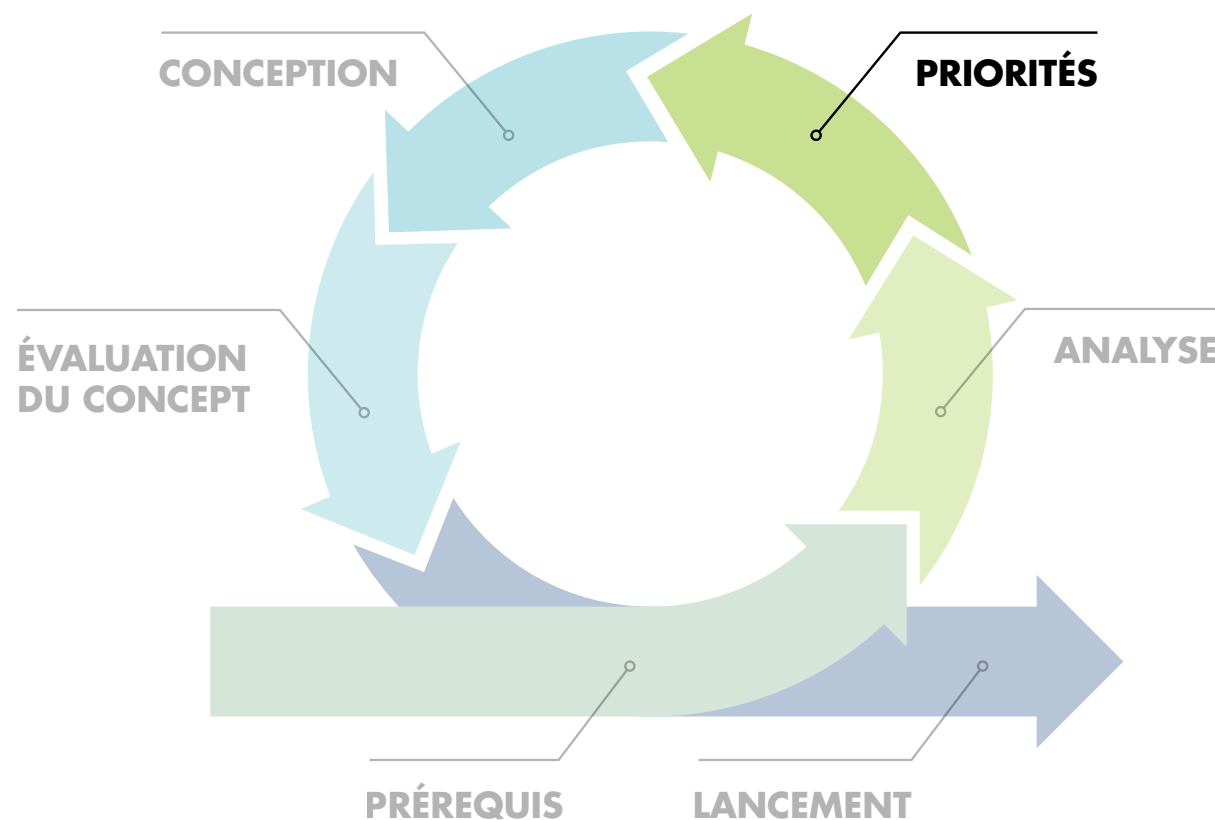 CONCEPTION
PRIORITÉS
ÉVALUATION
DU CONCEPT
ANALYSE
PRÉREQUIS
LANCEMENT